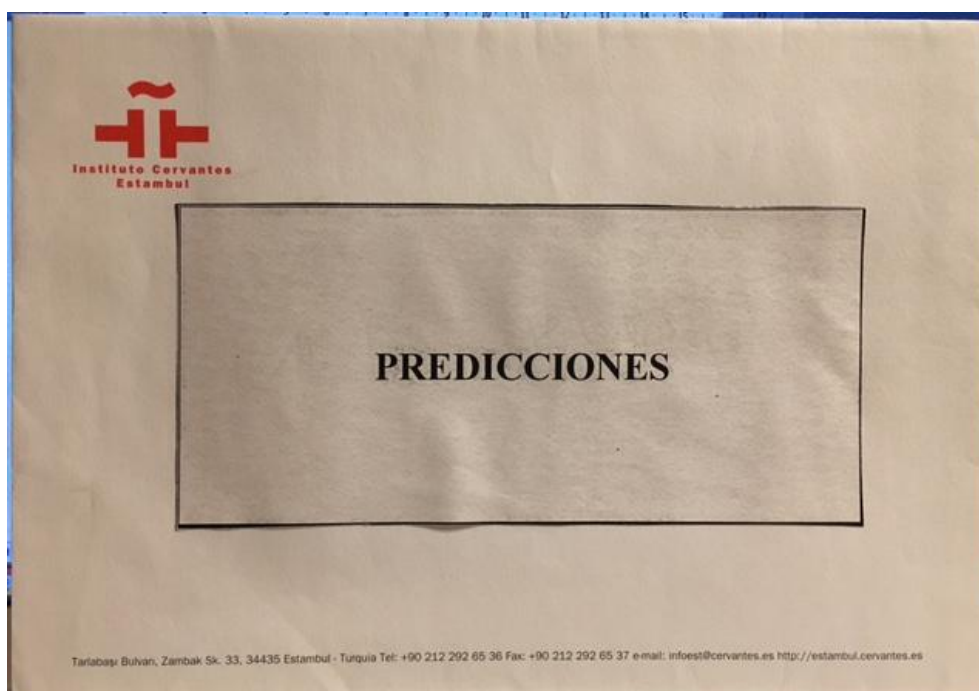 Instituto Cervantes
Estambul
PREDICCIONES
Tarlabaşı Bulvarı, Zambak Sk. 33, 34435 Estambul - Turquía Tel: +90 212 292 65 36 Fax: +90 212 292 65 37 e-mail: infoest@cervantes.es http://estambul.cervantes.es